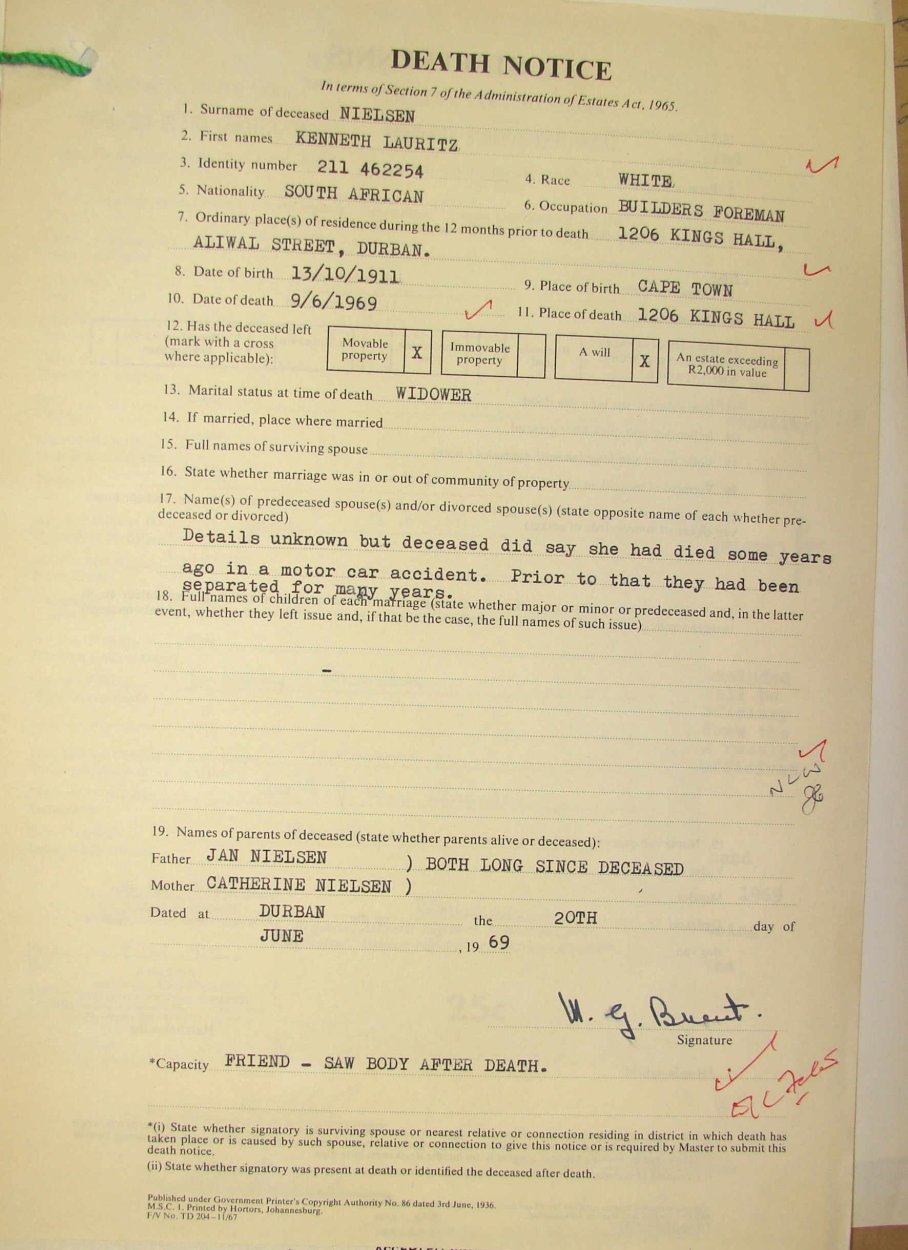 DEATH NOTICE
In terms of Section 7 of the Administration of Estates Act, 1965.
1. Surname of deceased NIELSEN
2. First names KENNETH LAURITZ
3. Identity number 211 462254
4. Race WHITE
5. Nationality SOUTH AFRICAN
6. Occupation BUILDERS FOREMAN
7. Ordinary place(s) of residence during the 12 months prior to death 1206 KINGS HALL,
ALIWAL STREET, DURBAN.
8. Date of birth 13/10/1911
9. Place of birth CAPE TOWN
10. Date of death 9/6/1969
11. Place of death 1206 KINGS HALL
12. Has the deceased left
(mark with a cross
where applicable):
Movable
property X
Immovable
property
A will X
An estate exceeding
R2,000 in value
13. Marital status at time of death WIDOWER
14. If married, place where married
15. Full names of surviving spouse
16. State whether marriage was in or out of community of property
17. Name(s) of predeceased spouse(s) and/or divorced spouse(s) (state opposite name of each whether pre-
deceased or divorced)
Details unknown but deceased did say she had died some years
ago in a motor car accident. Prior to that they had been
separated for many years.
18. Full names of children of each marriage (state whether major or minor or predeceased and, in the latter
event, whether they left issue and, if that be the case, the full names of such issue)
-
19. Names of parents of deceased (state whether parents alive or deceased):
Father JAN NIELSEN ) BOTH LONG SINCE DECEASED
Mother CATHERINE NIELSEN )
Dated at DURBAN the 20TH day of
JUNE , 19 69
M. G. Brent.
Signature
*Capacity FRIEND - SAW BODY AFTER DEATH.
*(i) State whether signatory is surviving spouse or nearest relative or connection residing in district in which death has
taken place or is caused by such spouse, relative or connection to give this notice or is required by Master to submit this
death notice.
(ii) State whether signatory was present at death or identified the deceased after death.
Published under Government Printer's Copyright Authority No. 86 dated 3rd June, 1936.
M.S.C. 1. Printed by Hortors, Johannesburg.
F/V No. TD 204-11/67